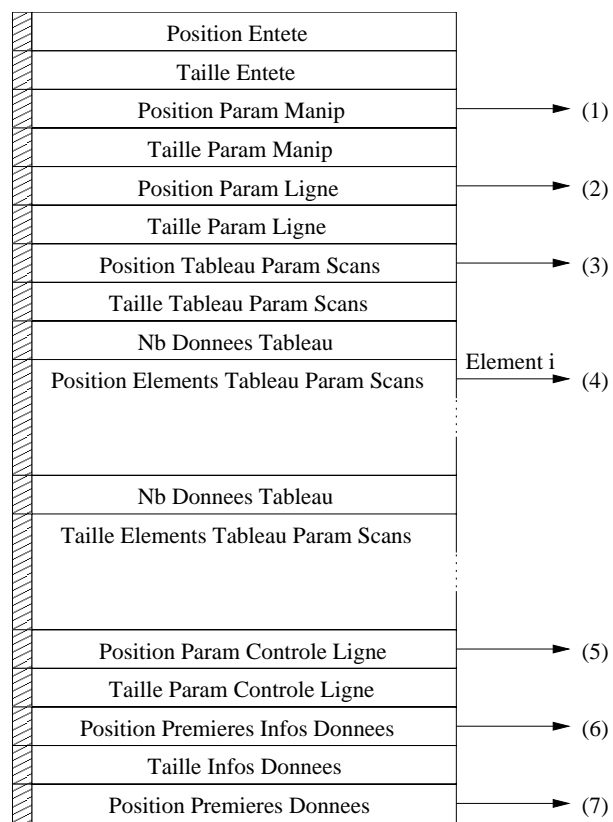 Position Entete
Taille Entete
Position Param Manip
(1)
Taille Param Manip
Position Param Ligne
(2)
Taille Param Ligne
Position Tableau Param Scans
(3)
Taille Tableau Param Scans
Nb Donnees Tableau
Element i
Position Elements Tableau Param Scans
(4)
Nb Donnees Tableau
Taille Elements Tableau Param Scans
Position Param Controle Ligne
(5)
Taille Param Controle Ligne
Position Premieres Infos Donnees
(6)
Taille Infos Donnees
Position Premieres Donnees
(7)